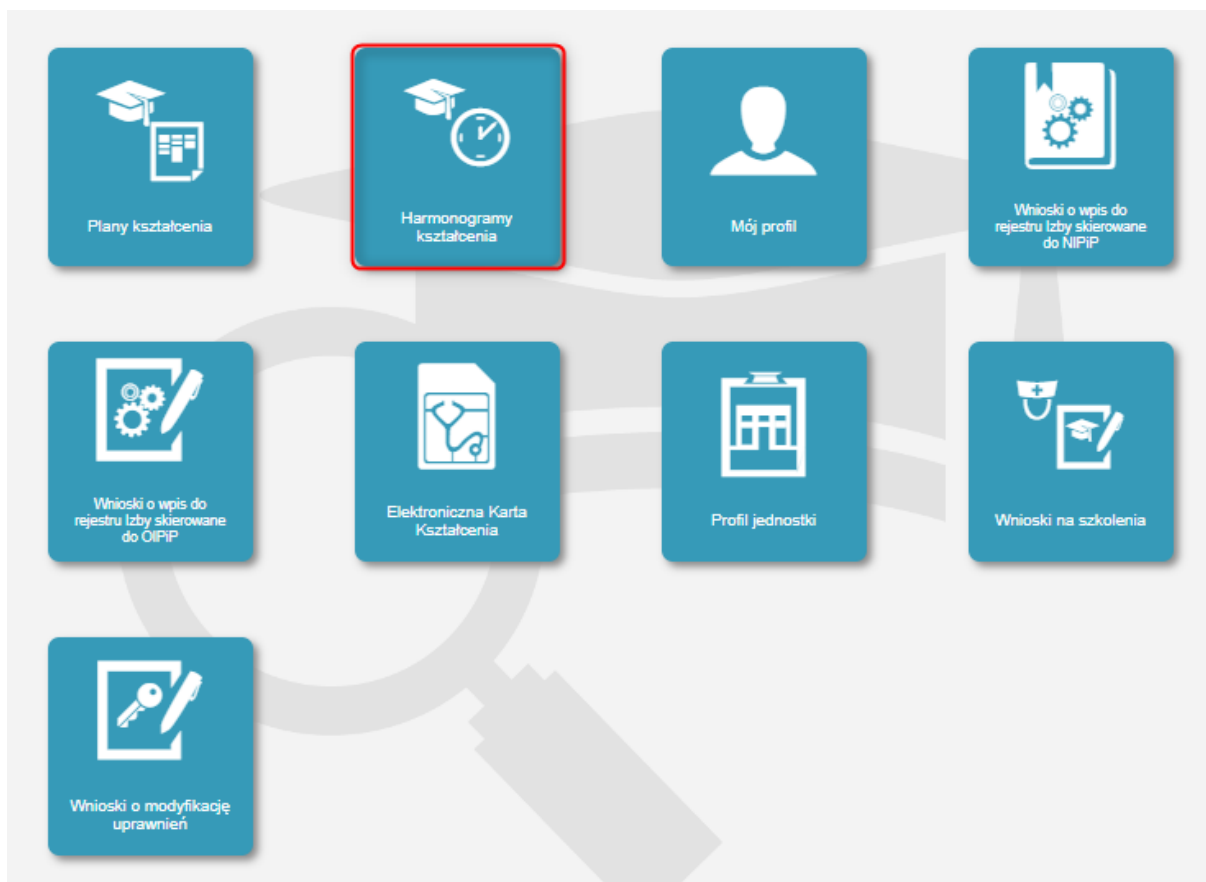 Plany kształcenia
Harmonogramy
kształcenia
Mój profil
Wnioski o wpis do
rejestru Izby skierowane
do NIPiP
Wnioski o wpis do
rejestru Izby skierowane
do OIPiP
Elektroniczna Karta
Kształcenia
Profil jednostki
Wnioski na szkolenia
Wnioski o modyfikację
uprawnień